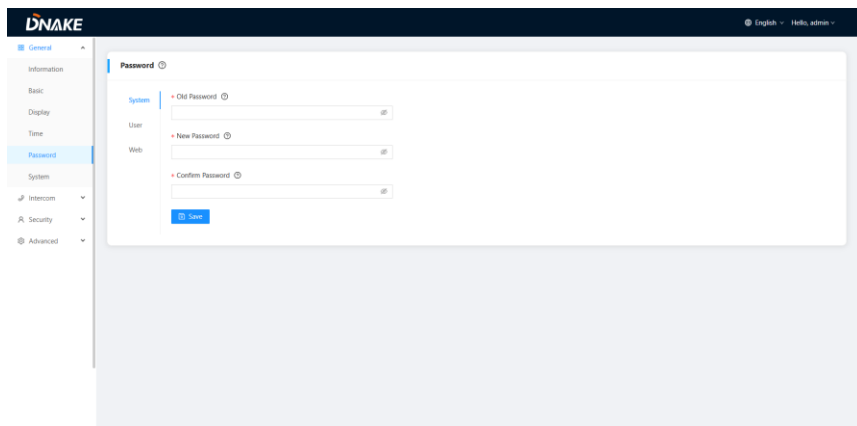 DNAKE
English Hello, admin
General
Information
Basic
Display
Time
Password
System
Intercom
Security
Advanced
Password
System
User
Web
* Old Password
* New Password
* Confirm Password
Save